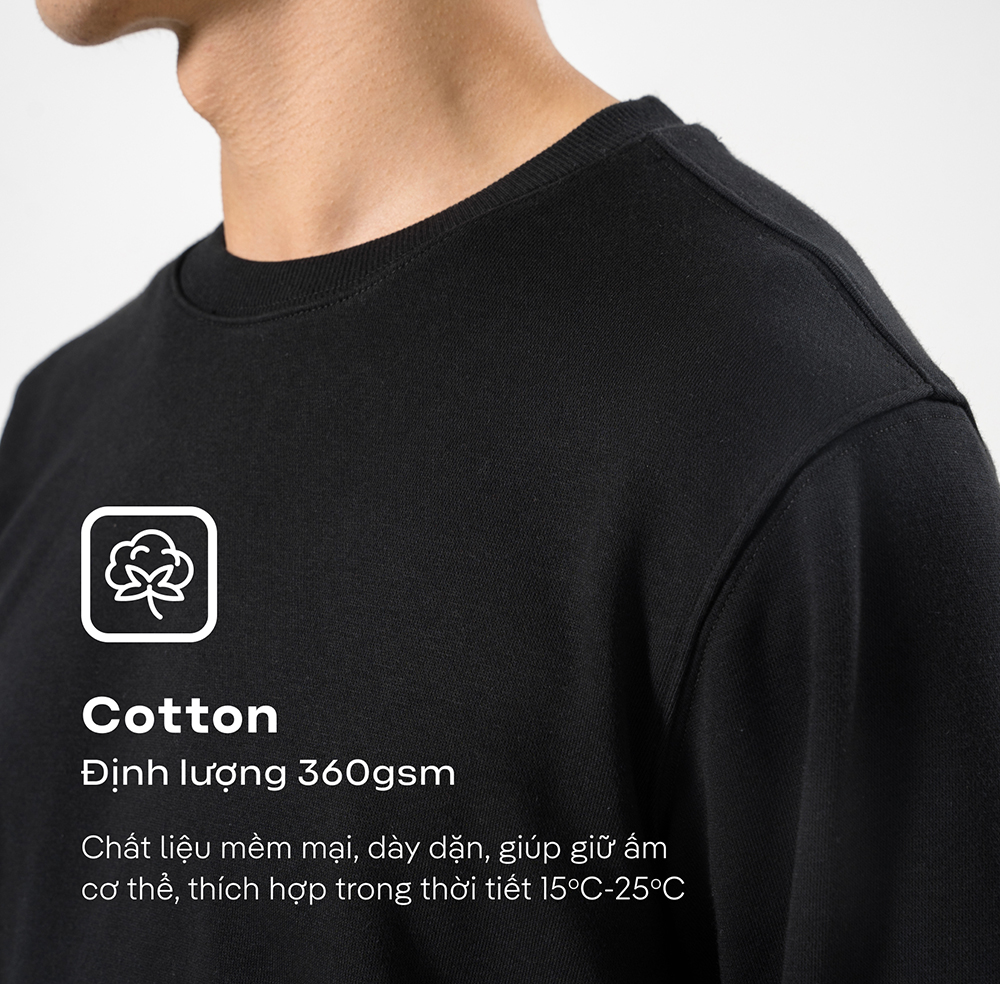 Cotton
Định lượng 360gsm
Chất liệu mềm mại, dày dặn, giúp giữ ấm
cơ thể, thích hợp trong thời tiết 15ºC-25ºC